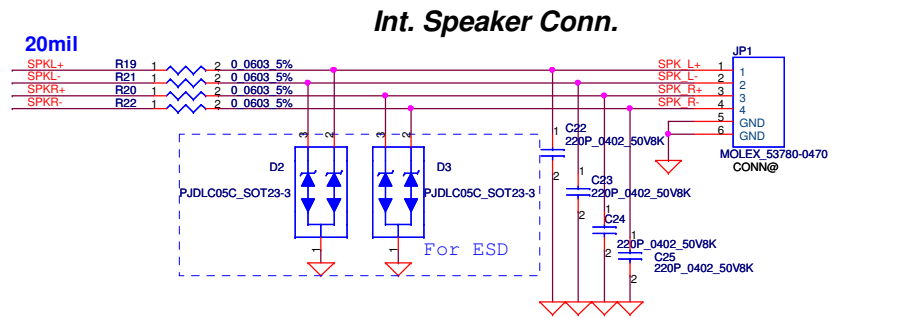 Int. Speaker Conn.
20mil
JP1
SPKL+ R19 1 2 0_0603_5% SPK_L+ 1 1
SPKL- R21 1 2 0_0603_5% SPK_L- 2 2
SPKR+ R20 1 2 0_0603_5% SPK_R+ 3 3
SPKR- R22 1 2 0_0603_5% SPK_R- 4 4
5 GND
6 GND
MOLEX_53780-0470
CONN@
3 2 3 2
1 C22
220P_0402_50V8K
2
D2 D3
PJDLC05C_SOT23-3 PJDLC05C_SOT23-3
1 C23
220P_0402_50V8K
2
1 C24
220P_0402_50V8K
2
1 C25
220P_0402_50V8K
2
1 1
For ESD